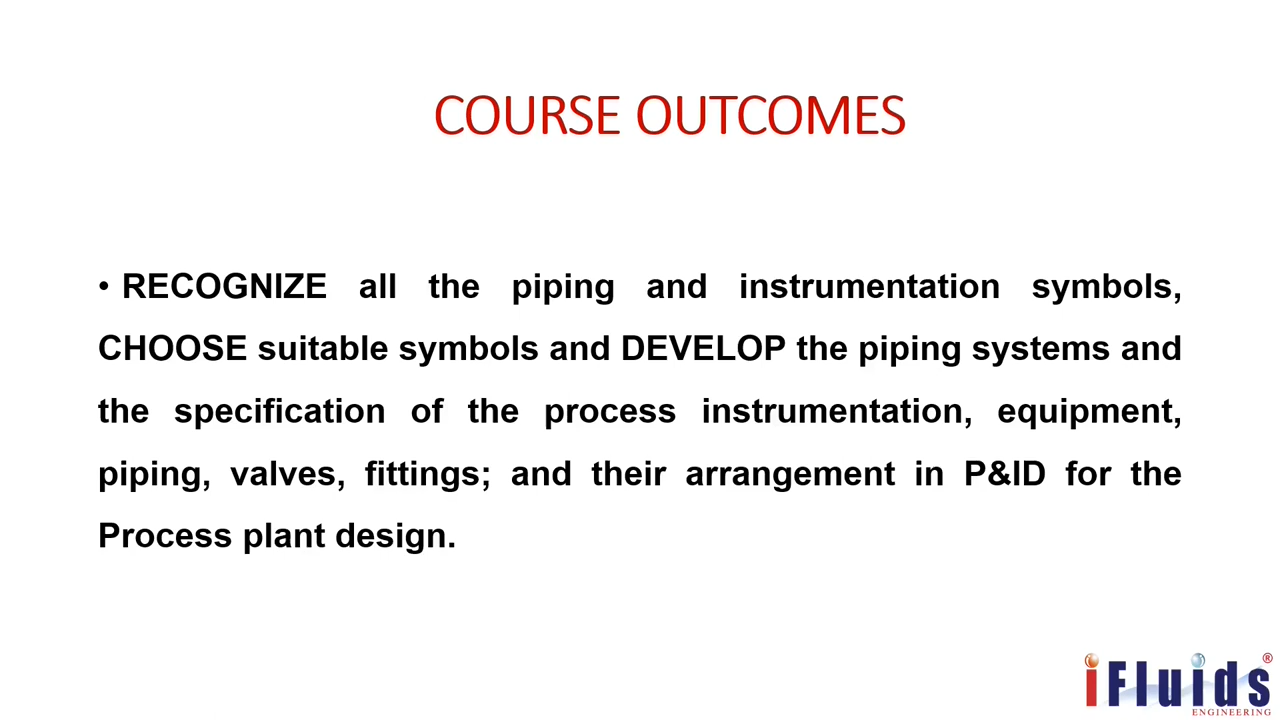 COURSE OUTCOMES
• RECOGNIZE all the piping and instrumentation symbols,
CHOOSE suitable symbols and DEVELOP the piping systems and
the specification of the process instrumentation, equipment,
piping, valves, fittings; and their arrangement in P&ID for the
Process plant design.
iFluids®
ENGINEERING